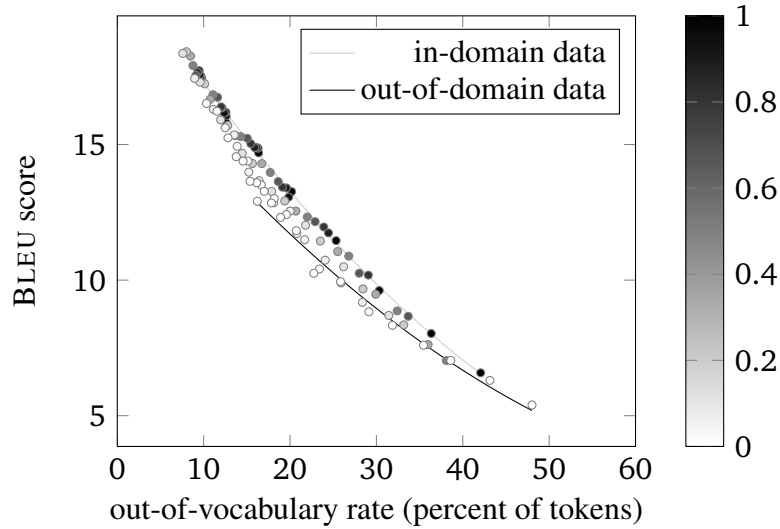 in-domain data
out-of-domain data
BLEU score
15
10
5
0 10 20 30 40 50 60
out-of-vocabulary rate (percent of tokens)
1
0.8
0.6
0.4
0.2
0